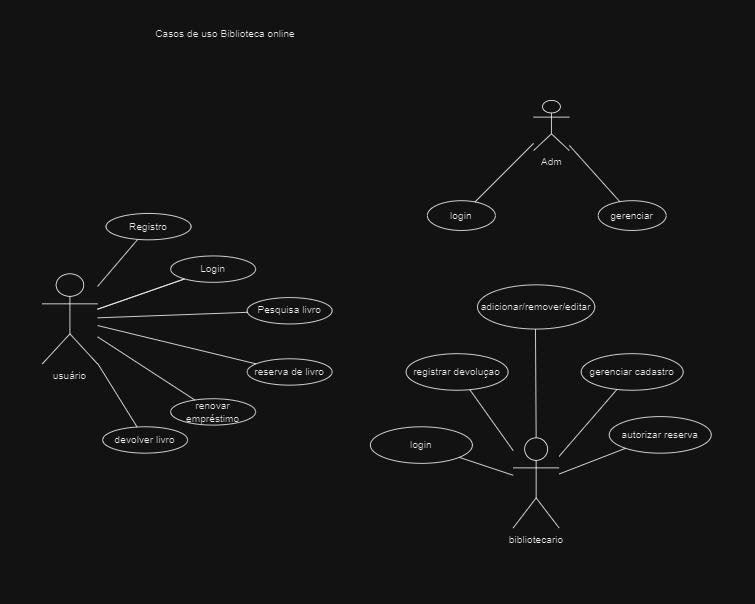 Casos de uso Biblioteca online
Adm
login
gerenciar
Registro
Login
Pesquisa livro
reserva de livro
renovar
empréstimo
devolver livro
usuário
adicionar/remover/editar
registrar devoluçao
gerenciar cadastro
login
autorizar reserva
bibliotecario